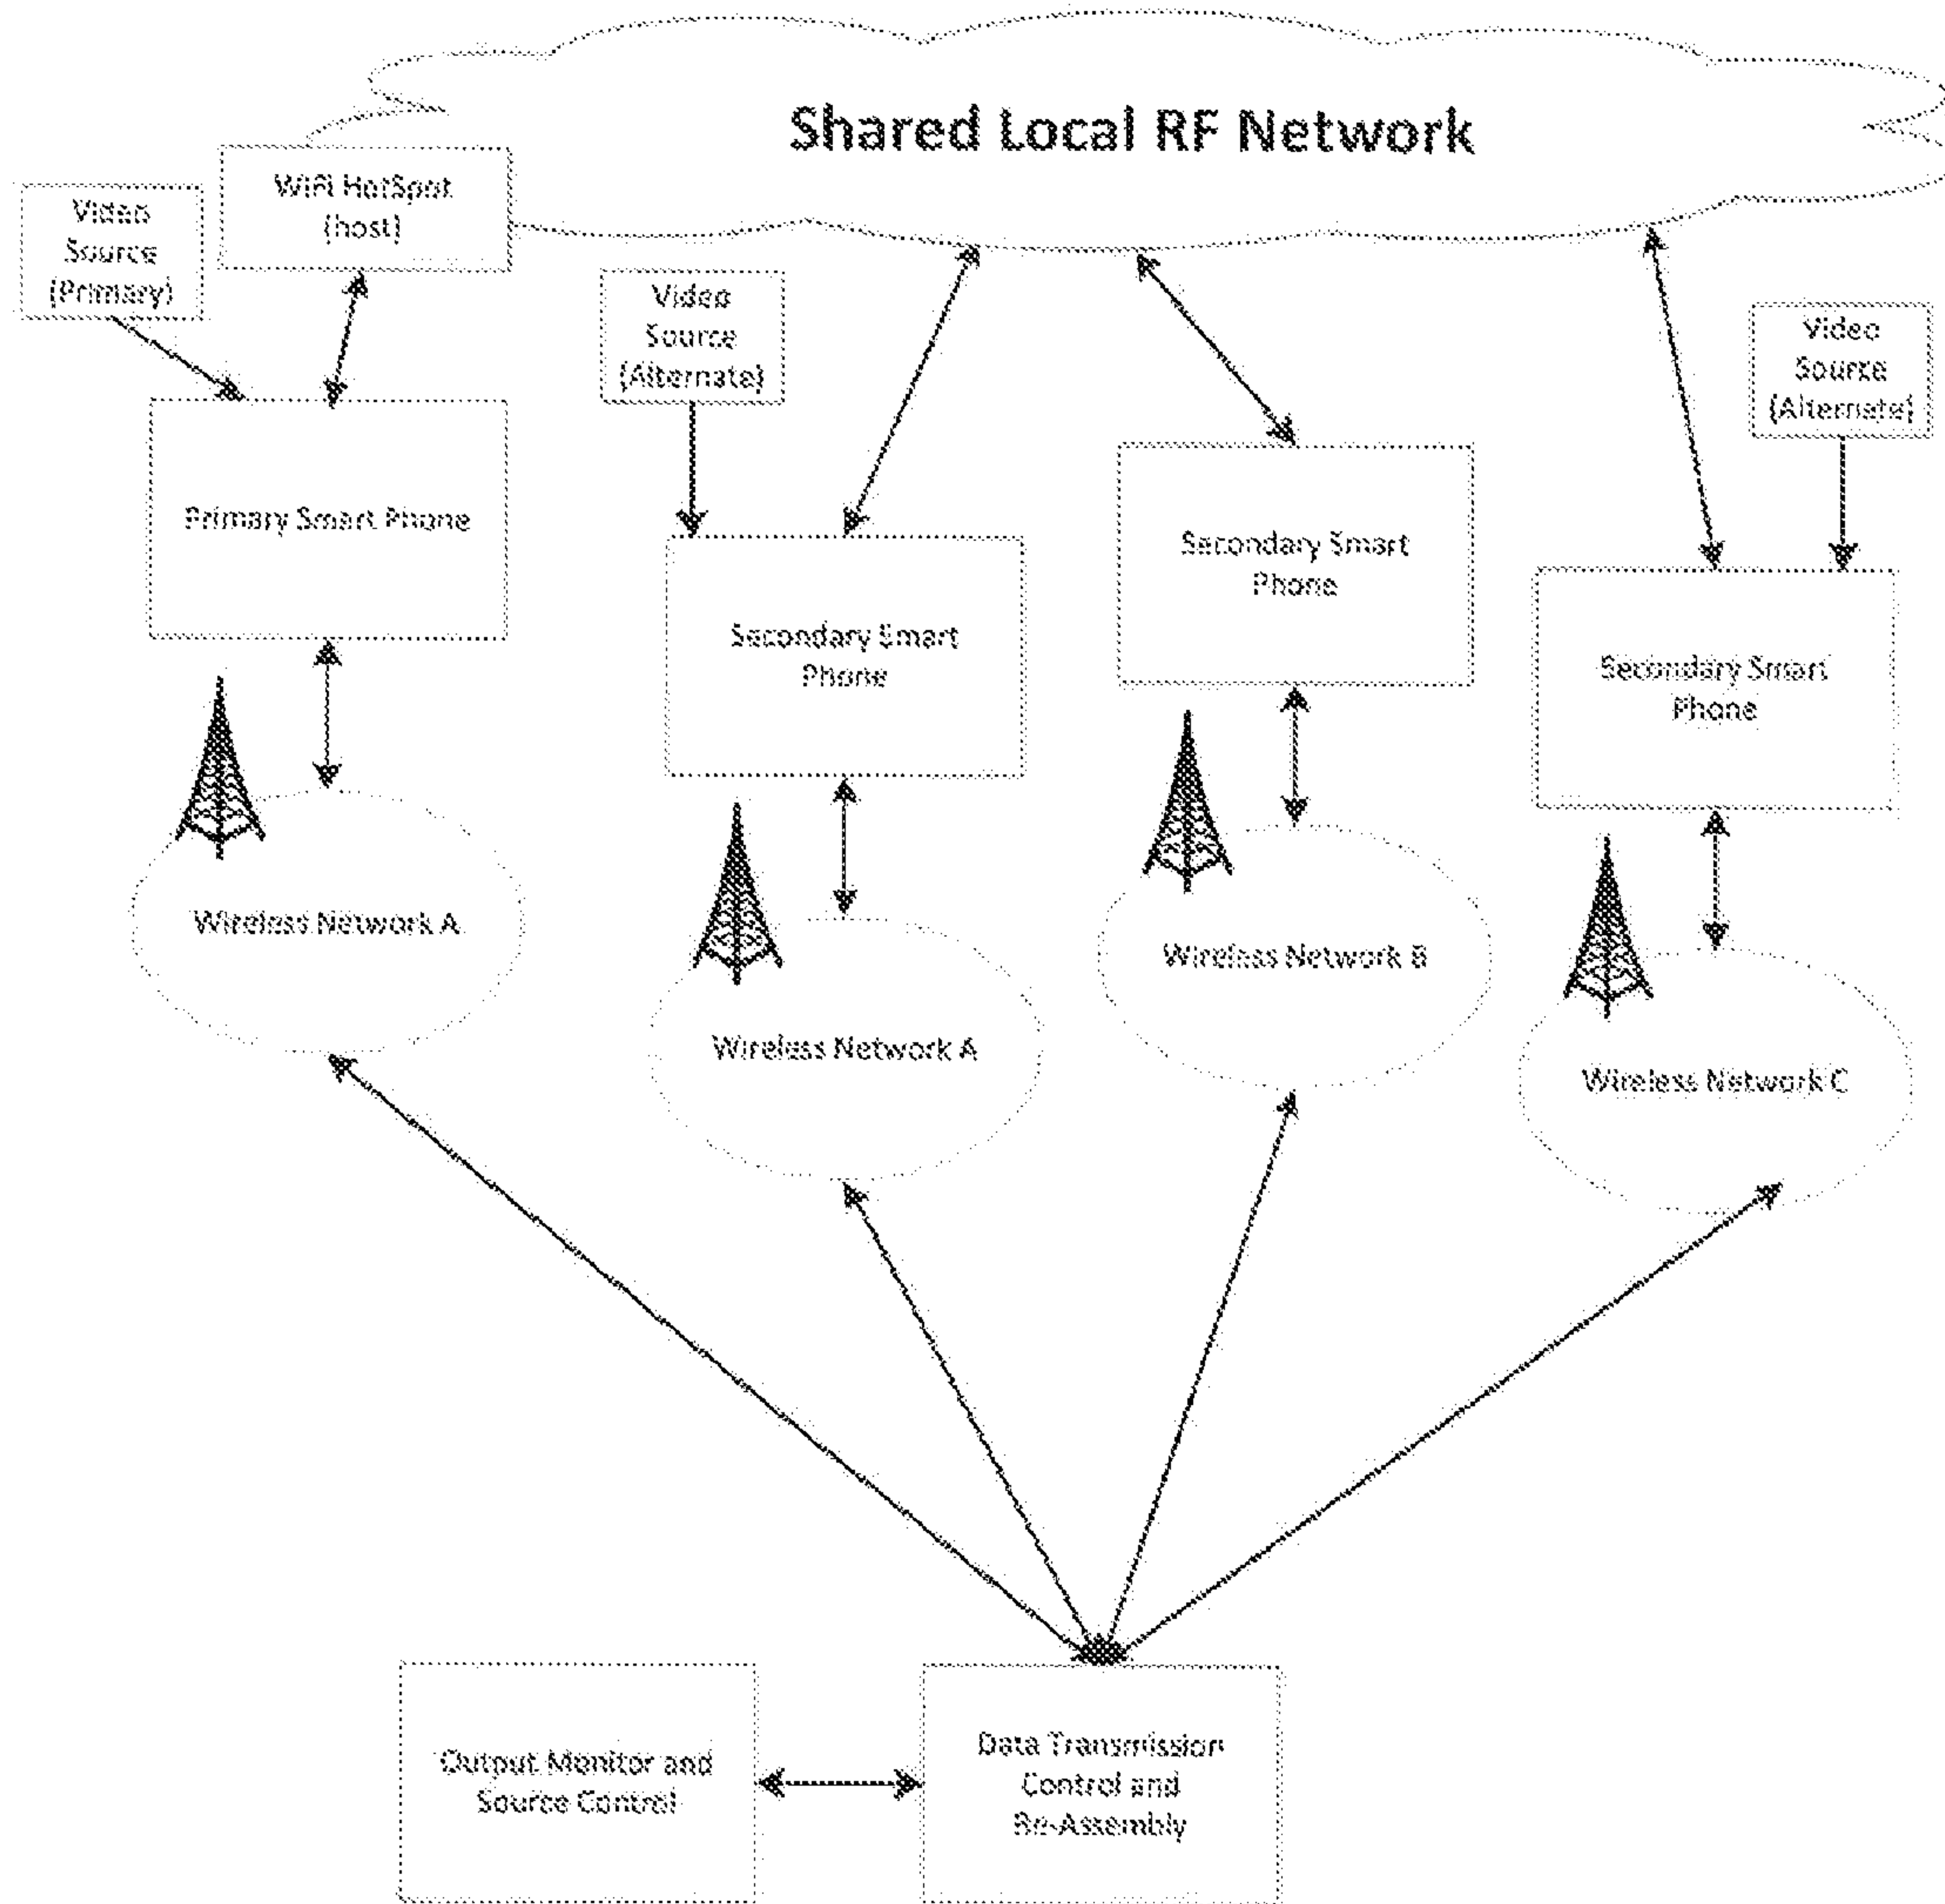 Shared Local RF Network
WiFi HotSpot
(host)
Video
Source
(Primary)
Video
Source
(Alternate)
Video
Source
(Alternate)
Primary Smart Phone
Secondary Smart
Phone
Secondary Smart
Phone
Secondary Smart
Phone
Wireless Network A
Wireless Network A
Wireless Network B
Wireless Network C
Output Monitor and
Source Control
Data Transmission
Control and
Re-Assembly